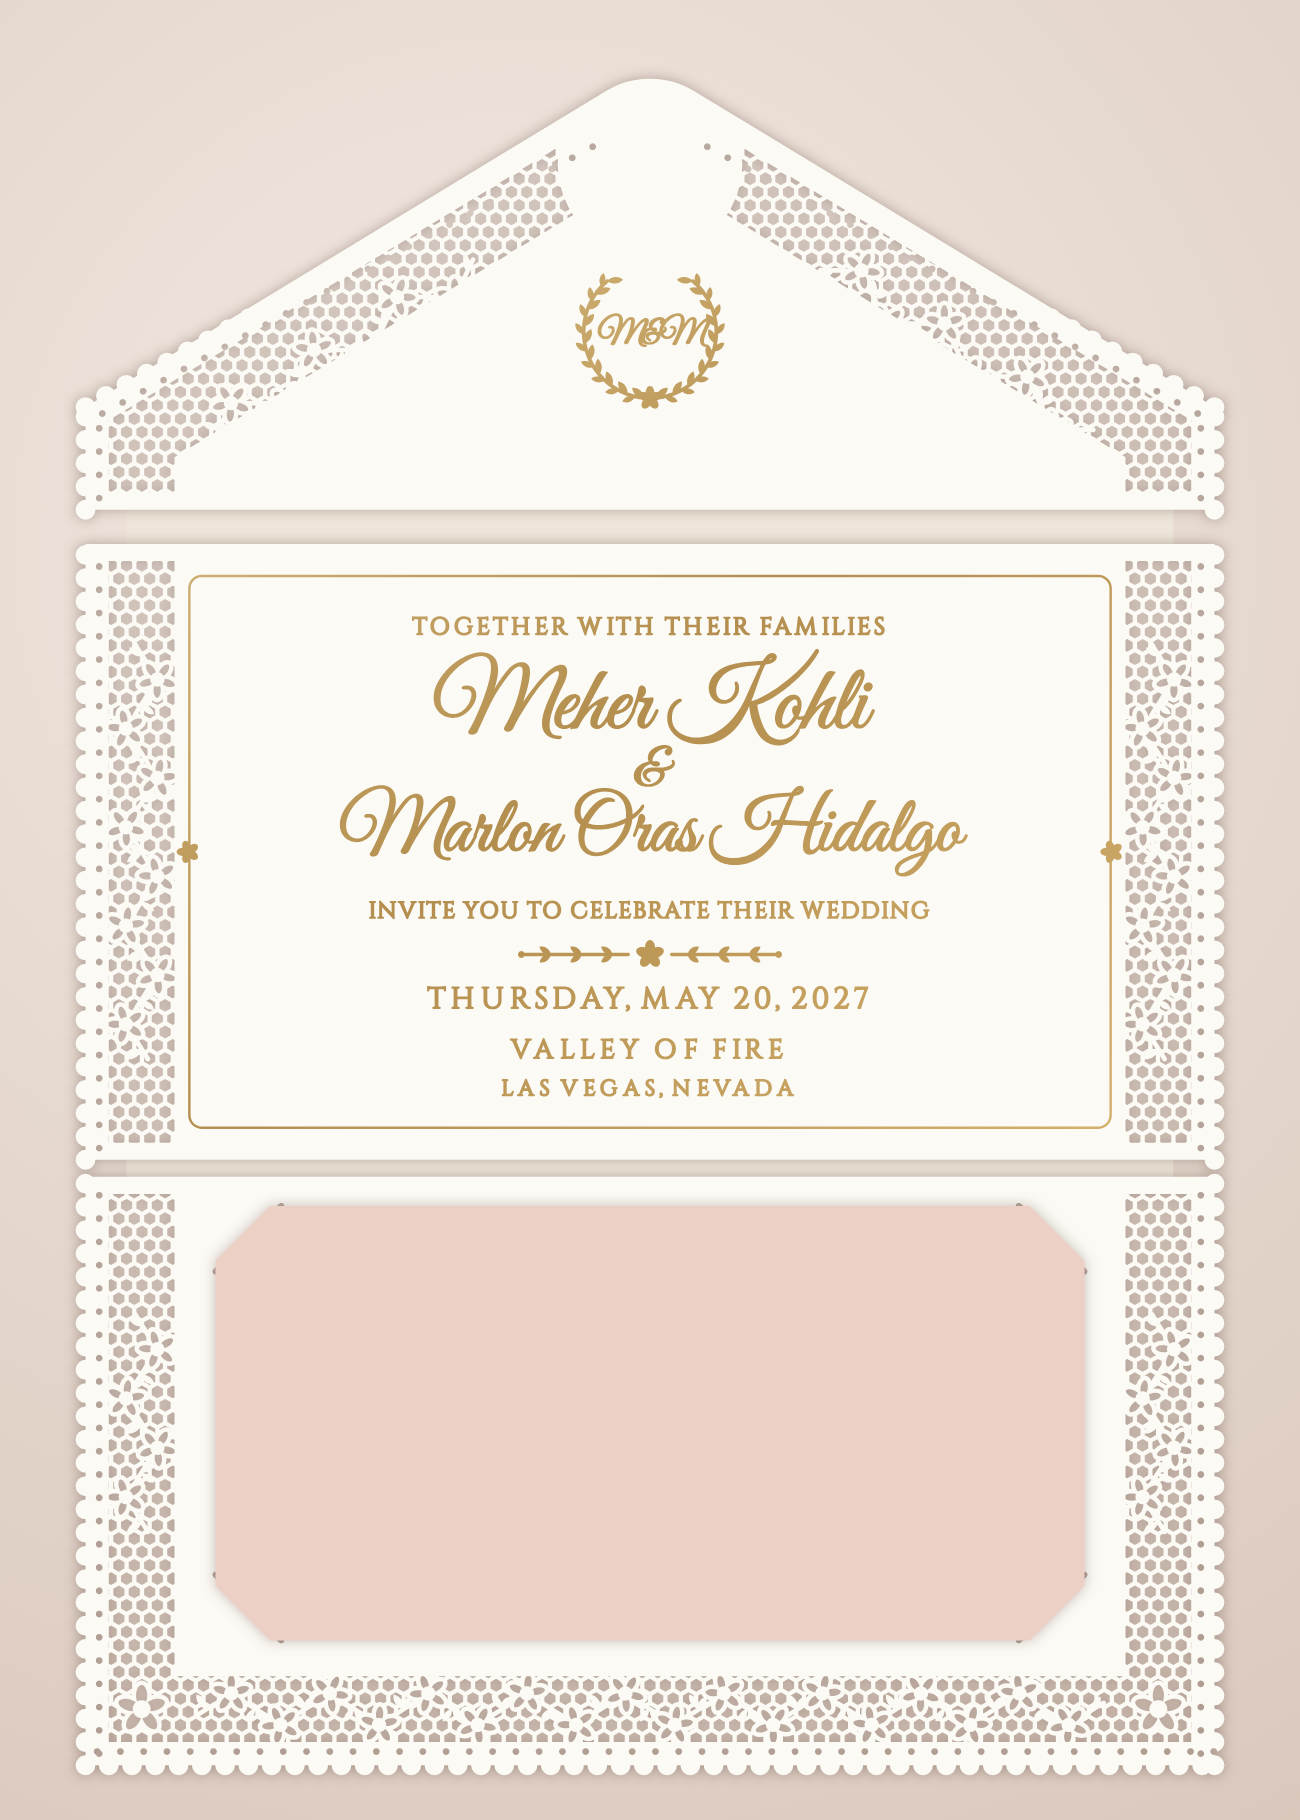 M&M
TOGETHER WITH THEIR FAMILIES
Meher Kohli
&
Marlon Oras Hidalgo
INVITE YOU TO CELEBRATE THEIR WEDDING
THURSDAY, MAY 20, 2027
VALLEY OF FIRE
LAS VEGAS, NEVADA